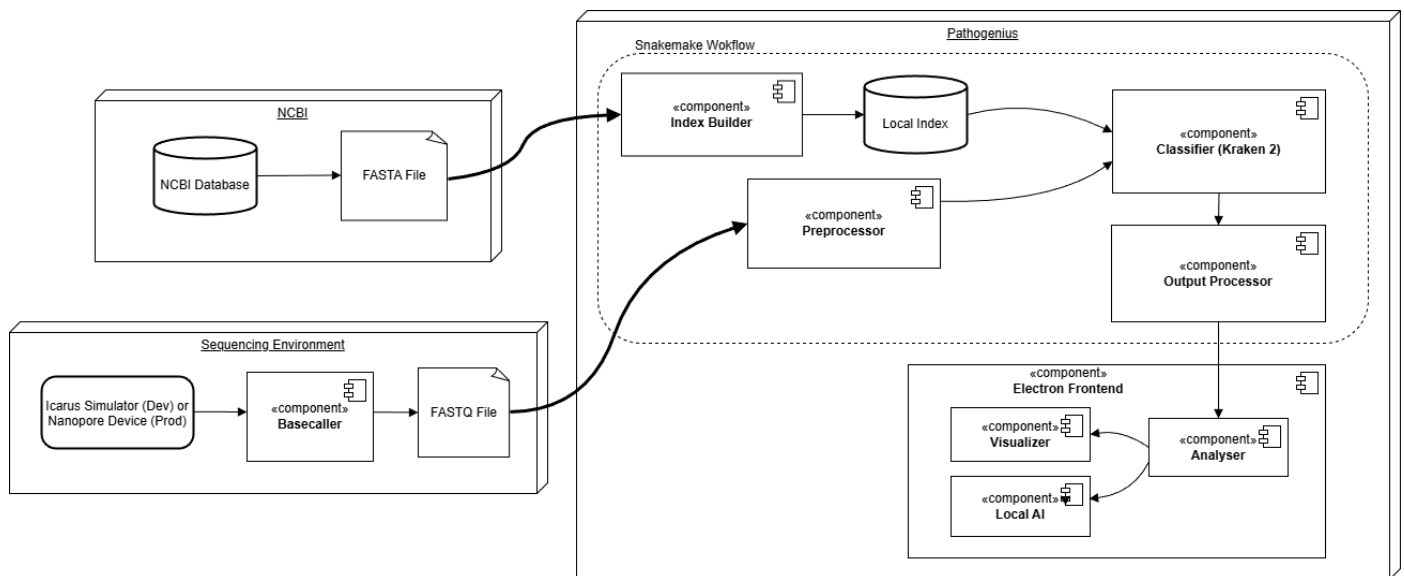 Pathogenius
Snakemake Wokflow
«component»
Index Builder
Local Index
«component»
Classifier (Kraken 2)
«component»
Preprocessor
«component»
Output Processor
NCBI
NCBI Database
FASTA File
Sequencing Environment
Icarus Simulator (Dev) or
Nanopore Device (Prod)
«component»
Basecaller
FASTQ File
«component»
Electron Frontend
«component»
Visualizer
«component»
Analyser
«component»
Local AI